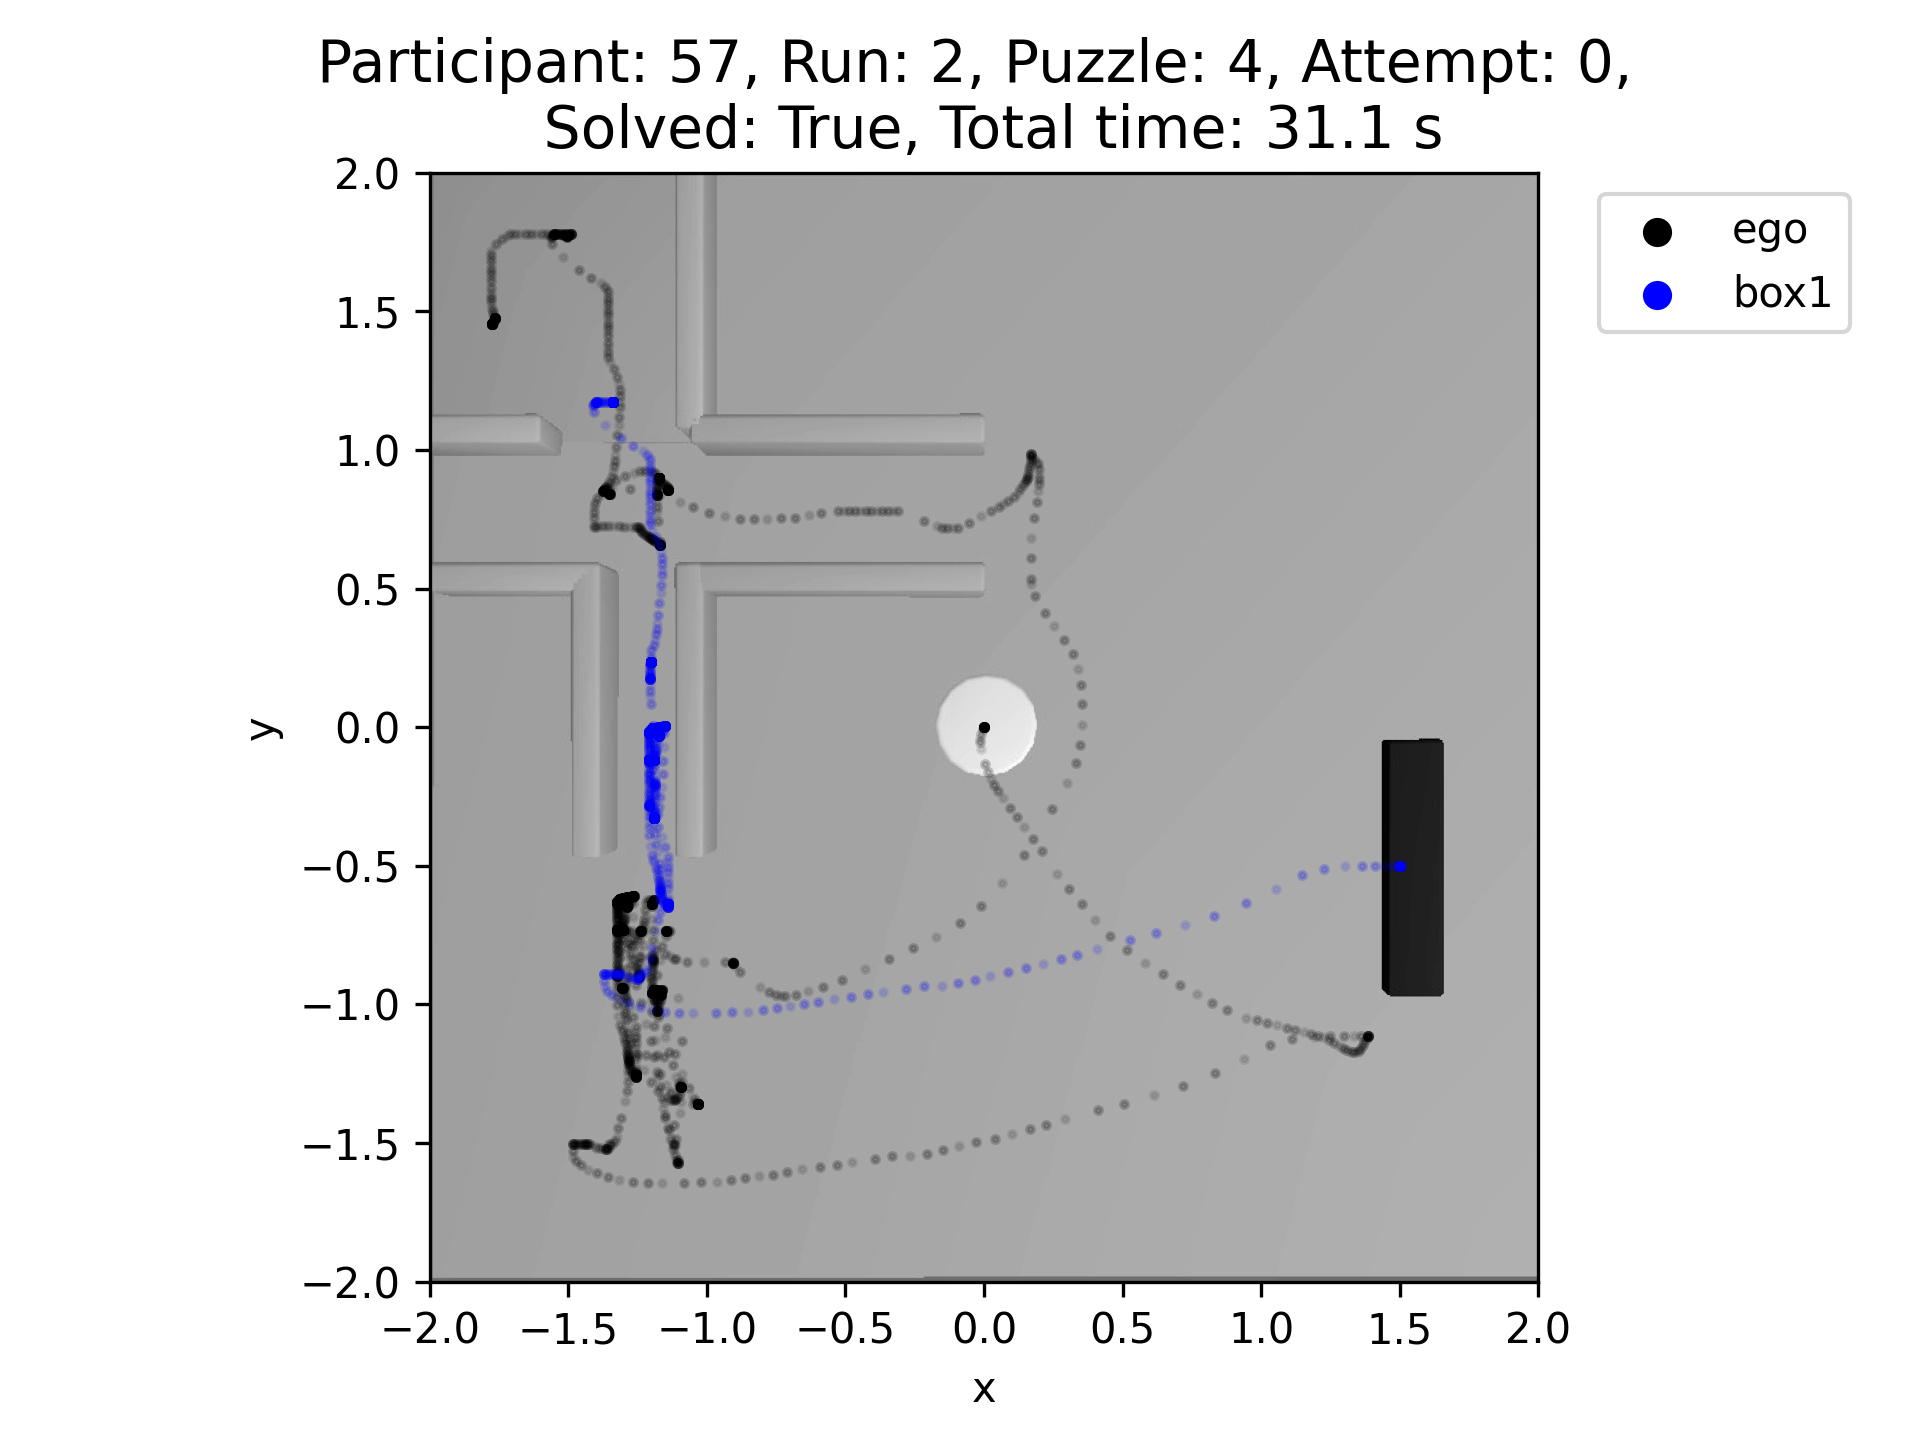 Participant: 57, Run: 2, Puzzle: 4, Attempt: 0,
Solved: True, Total time: 31.1 s
ego
box1
2.0
1.5
1.0
0.5
0.0
−0.5
−1.0
−1.5
−2.0
y
−2.0 −1.5 −1.0 −0.5 0.0 0.5 1.0 1.5 2.0
x